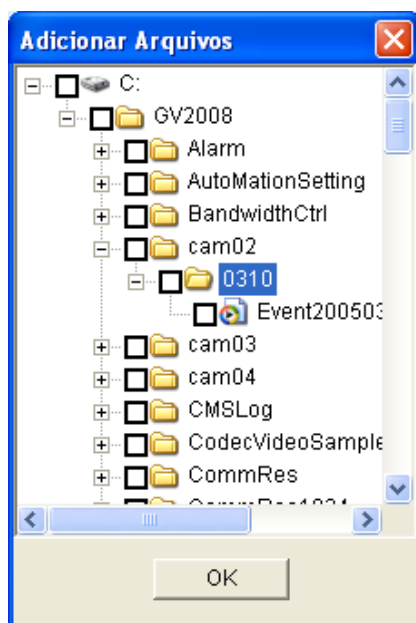 Adicionar Arquivos
C:
GV2008
Alarm
AutoMationSetting
BandwidthCtrl
cam02
0310
Event200503
cam03
cam04
CMSLog
CodecVideoSample
CommRes
OK